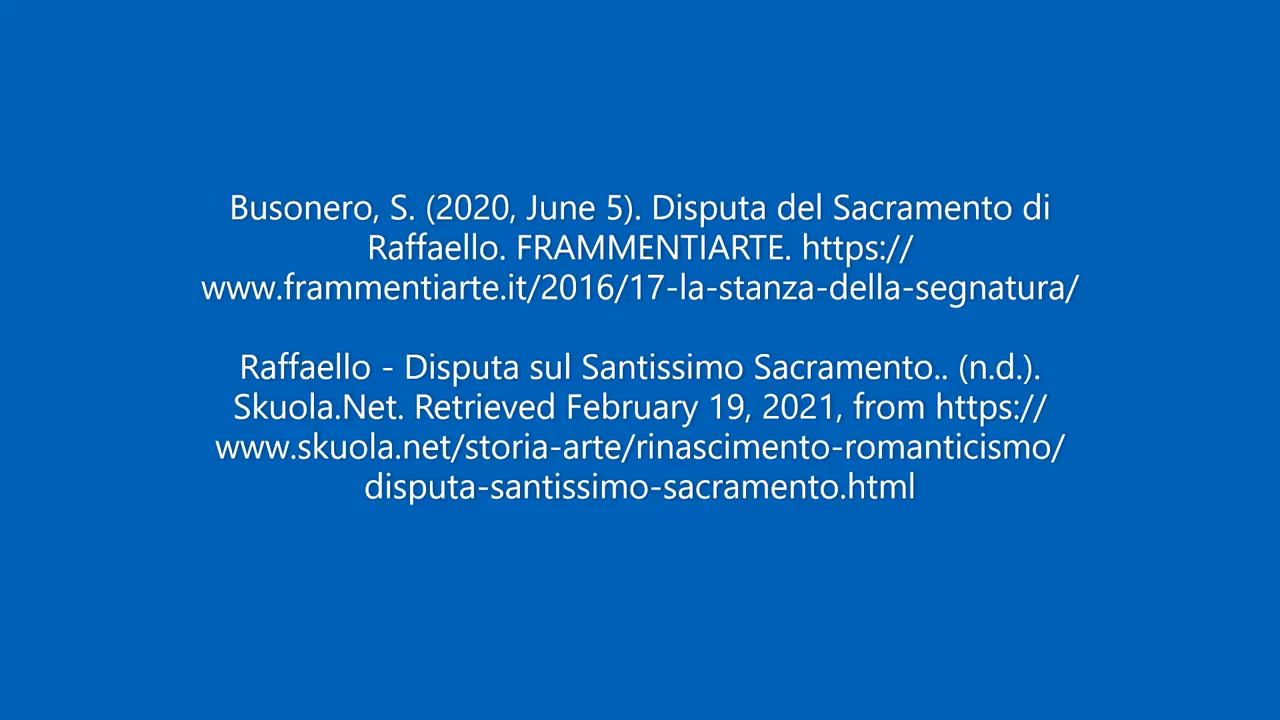 Busonero, S. (2020, June 5). Disputa del Sacramento di
Raffaello. FRAMMENTIARTE. https://
www.frammentiarte.it/2016/17-la-stanza-della-segnatura/
Raffaello - Disputa sul Santissimo Sacramento.. (n.d.).
Skuola.Net. Retrieved February 19, 2021, from https://
www.skuola.net/storia-arte/rinascimento-romanticismo/
disputa-santissimo-sacramento.html